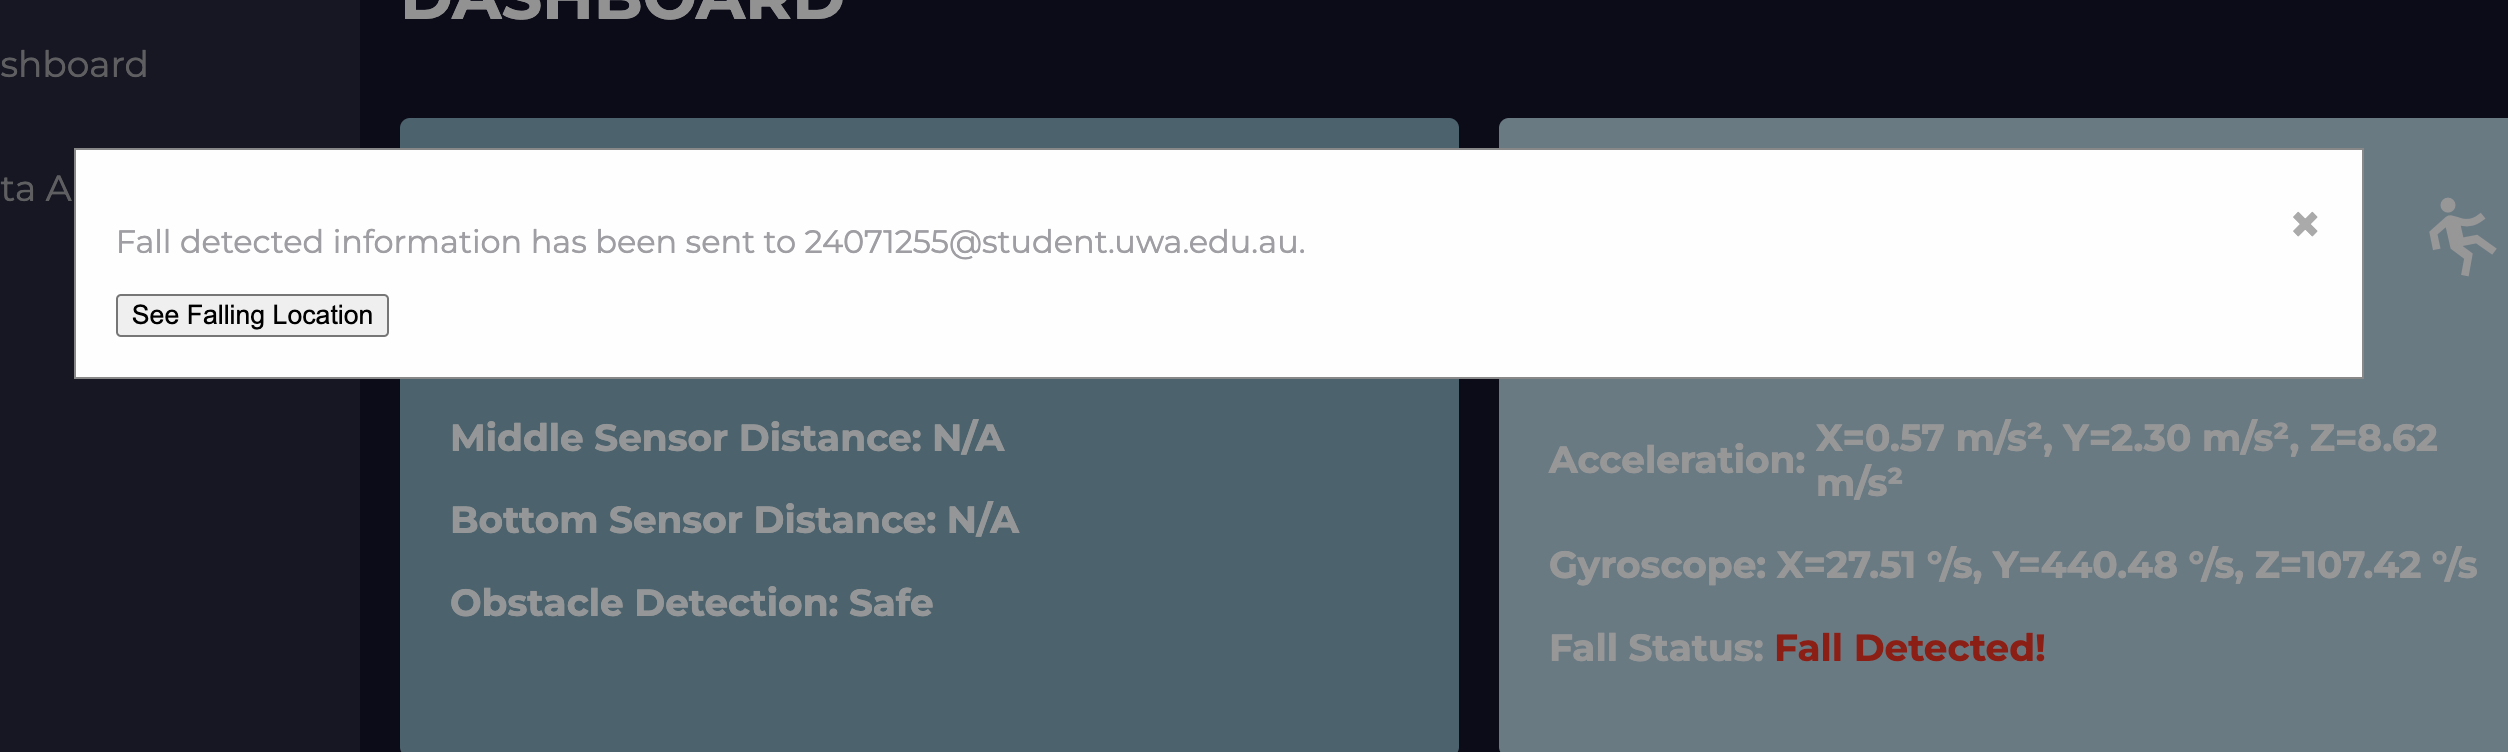 DASHBOARD
shboard
ta A
Fall detected information has been sent to 24071255@student.uwa.edu.au.
See Falling Location
Middle Sensor Distance: N/A
Bottom Sensor Distance: N/A
Obstacle Detection: Safe
Acceleration: X=0.57 m/s², Y=2.30 m/s², Z=8.62
m/s²
Gyroscope: X=27.51 °/s, Y=440.48 °/s, Z=107.42 °/s
Fall Status: Fall Detected!